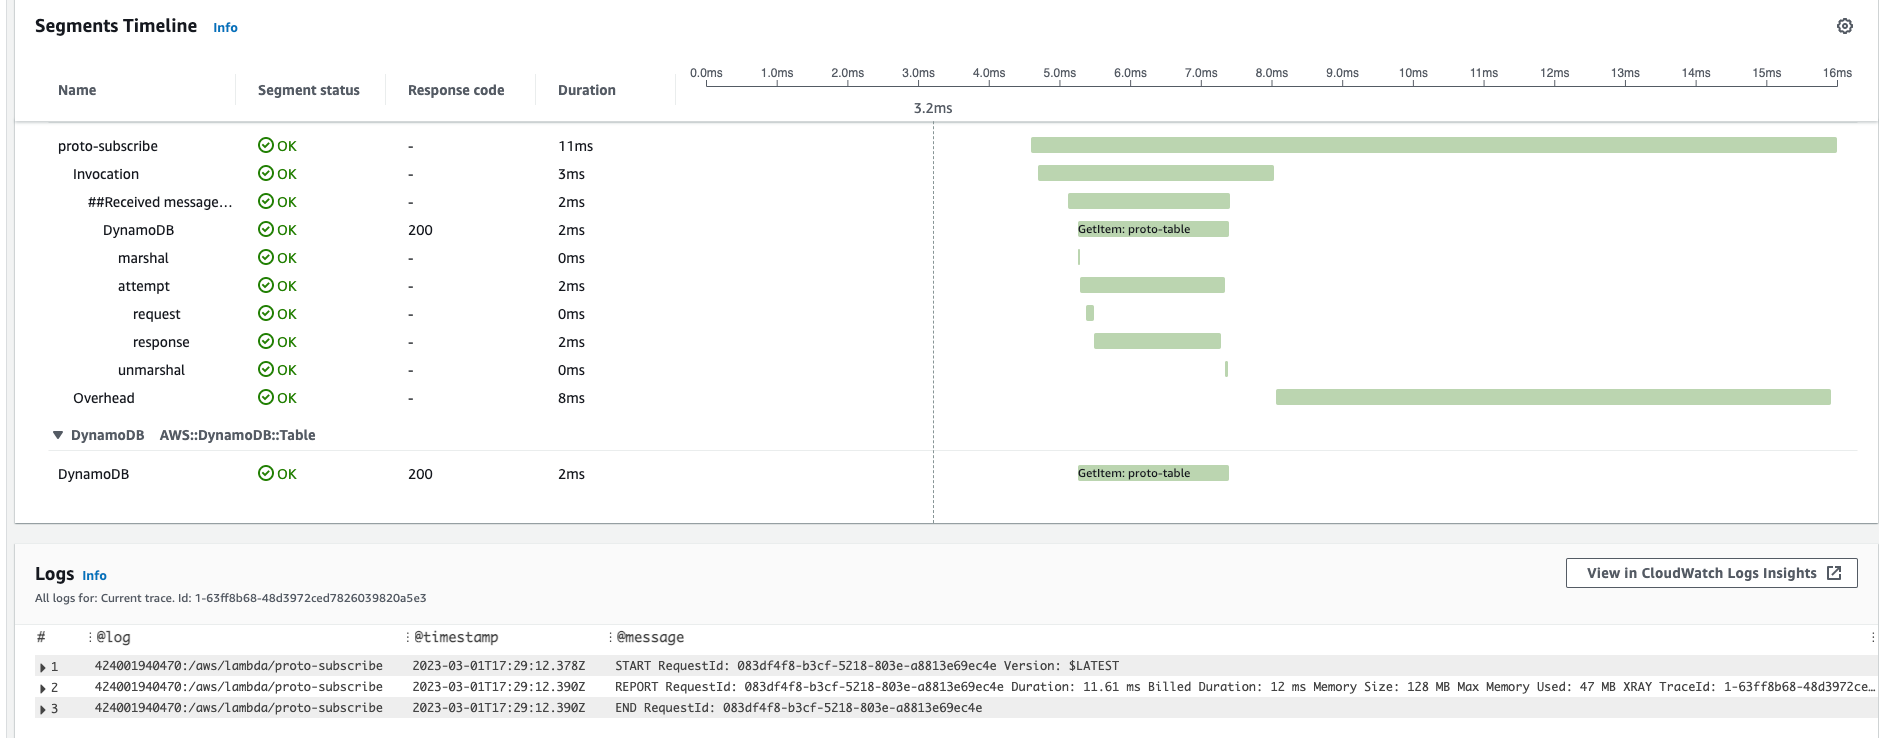 Segments Timeline Info
0.0ms 1.0ms 2.0ms 3.0ms 4.0ms 5.0ms 6.0ms 7.0ms 8.0ms 9.0ms 10ms 11ms 12ms 13ms 14ms 15ms 16ms
Name Segment status Response code Duration
3.2ms
proto-subscribe OK - 11ms
Invocation OK - 3ms
##Received message... OK - 2ms
DynamoDB OK 200 2ms GetItem: proto-table
marshal OK - 0ms
attempt OK - 2ms
request OK - 0ms
response OK - 2ms
unmarshal OK - 0ms
Overhead OK - 8ms
DynamoDB AWS::DynamoDB::Table
DynamoDB OK 200 2ms GetItem: proto-table
Logs Info
View in CloudWatch Logs Insights
All logs for: Current trace. Id: 1-63ff8b68-48d3972ced7826039820a5e3
# @log @timestamp @message
1 424001940470:/aws/lambda/proto-subscribe 2023-03-01T17:29:12.378Z START RequestId: 083df4f8-b3cf-5218-803e-a8813e69ec4e Version: $LATEST
2 424001940470:/aws/lambda/proto-subscribe 2023-03-01T17:29:12.390Z REPORT RequestId: 083df4f8-b3cf-5218-803e-a8813e69ec4e Duration: 11.61 ms Billed Duration: 12 ms Memory Size: 128 MB Max Memory Used: 47 MB XRAY TraceId: 1-63ff8b68-48d3972ce...
3 424001940470:/aws/lambda/proto-subscribe 2023-03-01T17:29:12.390Z END RequestId: 083df4f8-b3cf-5218-803e-a8813e69ec4e